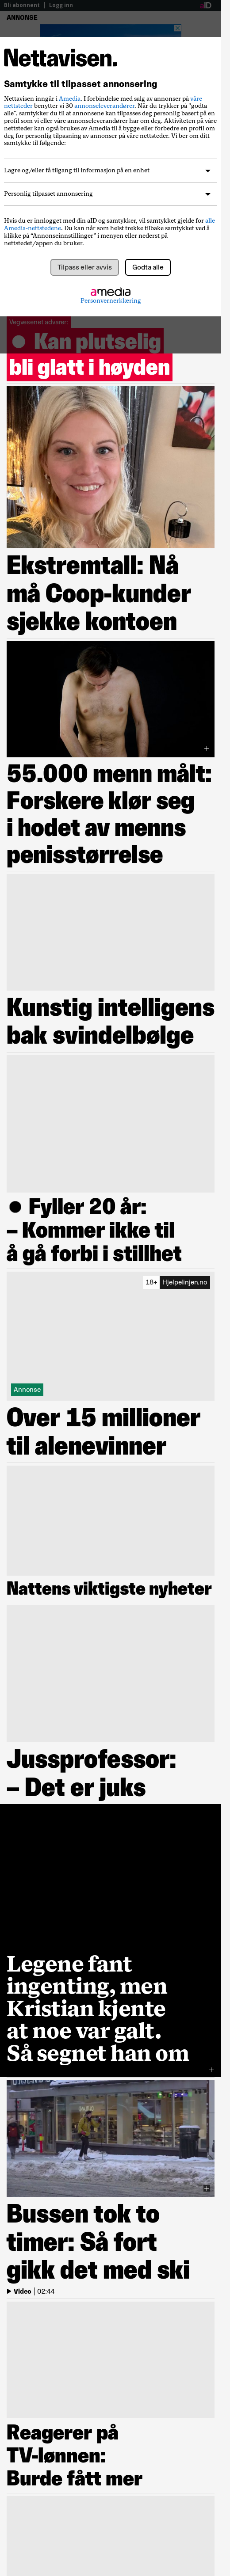 Bli abonnent | Logg inn
aID
ANNONSE
Nettavisen.
Samtykke til tilpasset annonsering
Nettavisen inngår i Amedia. I forbindelse med salg av annonser på våre
nettsteder benytter vi 30 annonseleverandører. Når du trykker på "godta
alle", samtykker du til at annonsene kan tilpasses deg personlig basert på en
profil som vi eller våre annonseleverandører har om deg. Aktiviteten på våre
nettsteder kan også brukes av Amedia til å bygge eller forbedre en profil om
deg for personlig tilpasning av annonser på våre nettsteder. Vi ber om ditt
samtykke til følgende:
Lagre og/eller få tilgang til informasjon på en enhet
Personlig tilpasset annonsering
Hvis du er innlogget med din aID og samtykker, vil samtykket gjelde for alle
Amedia-nettstedene. Du kan når som helst trekke tilbake samtykket ved å
klikke på “Annonseinnstillinger” i menyen eller nederst på
nettstedet/appen du bruker.
Tilpass eller avvis
Godta alle
amedia
Personvernerklæring
Vegvesenet advarer:
Kan plutselig
bli glatt i høyden
Ekstremtall: Nå
må Coop-kunder
sjekke kontoen
55.000 menn målt:
Forskere klør seg
i hodet av menns
penisstørrelse
Kunstig intelligens
bak svindelbølge
Fyller 20 år:
– Kommer ikke til
å gå forbi i stillhet
18+ Hjelpelinjen.no
Annonse
Over 15 millioner
til alenevinner
Nattens viktigste nyheter
Jussprofessor:
– Det er juks
Legene fant
ingenting, men
Kristian kjente
at noe var galt.
Så segnet han om
Bussen tok to
timer: Så fort
gikk det med ski
Video | 02:44
Reagerer på
TV-lønnen:
Burde fått mer